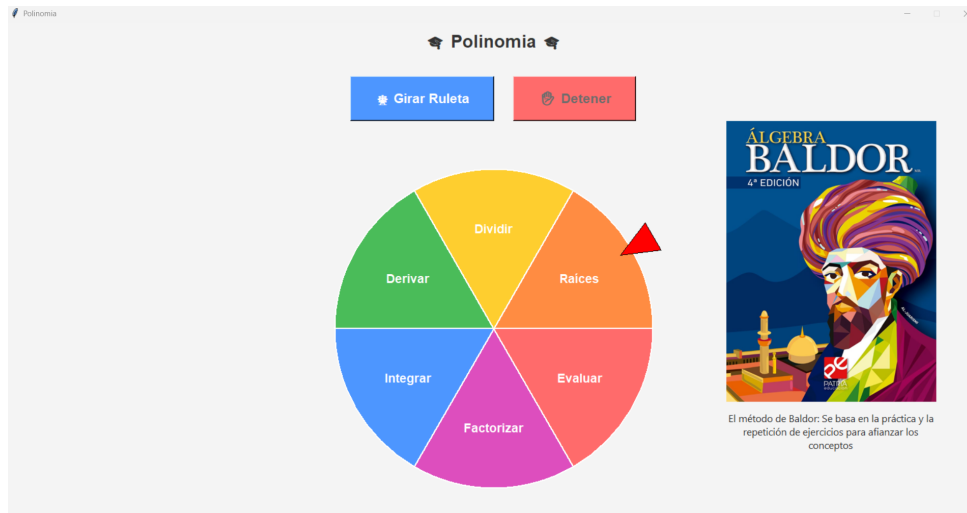 Polinomia
🎓 Polinomia 🎓
Girar Ruleta
✋ Detener
Dividir
Raíces
Derivar
Integrar
Evaluar
Factorizar
ÁLGEBRA
BALDOR
4ª EDICIÓN
PATRIA
El método de Baldor: Se basa en la práctica y la
repetición de ejercicios para afianzar los
conceptos